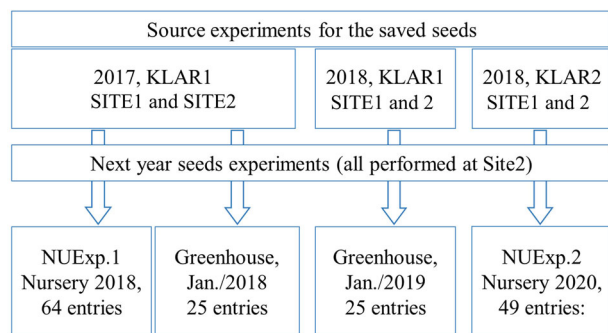 Source experiments for the saved seeds
2017, KLAR1
SITE1 and SITE2
2018, KLAR1
SITE1 and 2
2018, KLAR2
SITE1 and 2
Next year seeds experiments (all performed at Site2)
NUExp.1
Nursery 2018,
64 entries
Greenhouse,
Jan./2018
25 entries
Greenhouse,
Jan./2019
25 entries
NUExp.2
Nursery 2020,
49 entries: